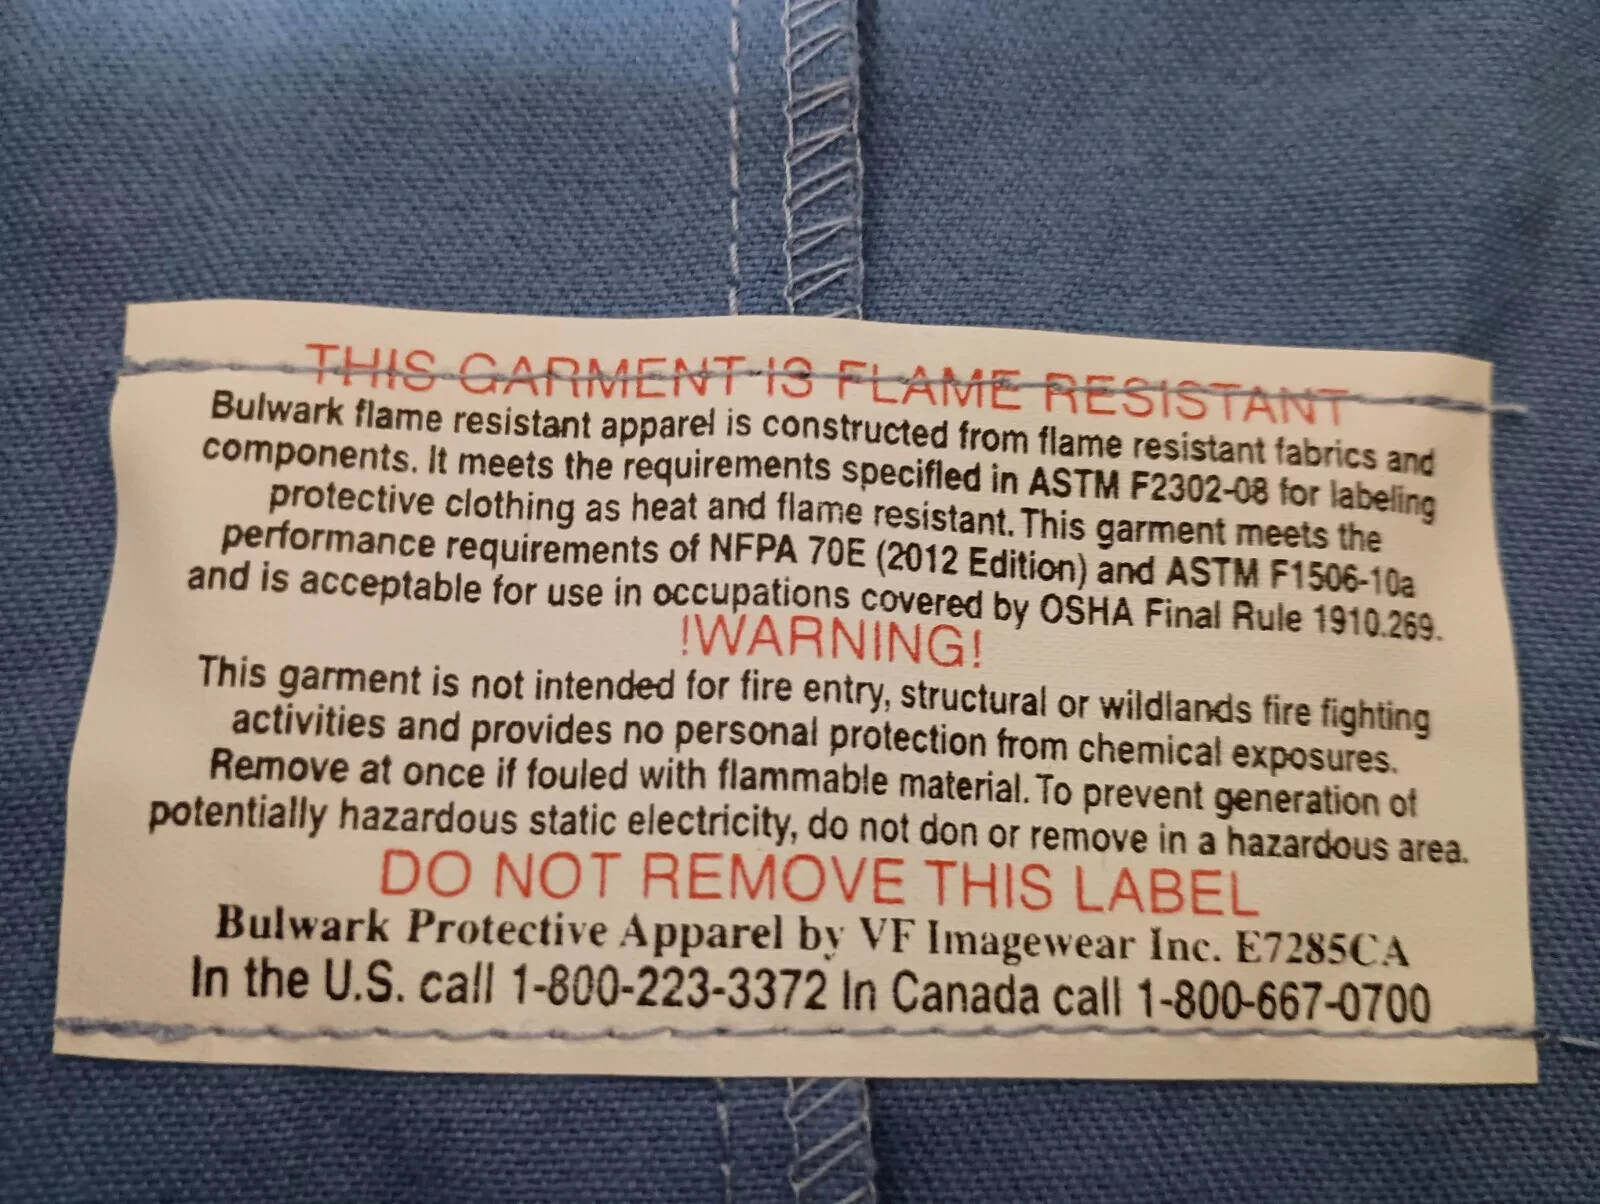 THIS GARMENT IS FLAME RESISTANT
Bulwark flame resistant apparel is constructed from flame resistant fabrics and
components. It meets the requirements specified in ASTM F2302-08 for labeling
protective clothing as heat and flame resistant. This garment meets the
performance requirements of NFPA 70E (2012 Edition) and ASTM F1506-10a
and is acceptable for use in occupations covered by OSHA Final Rule 1910.269.
!WARNING!
This garment is not intended for fire entry, structural or wildlands fire fighting
activities and provides no personal protection from chemical exposures.
Remove at once if fouled with flammable material. To prevent generation of
potentially hazardous static electricity, do not don or remove in a hazardous area.
DO NOT REMOVE THIS LABEL
Bulwark Protective Apparel by VF Imagewear Inc. E7285CA
In the U.S. call 1-800-223-3372 In Canada call 1-800-667-0700